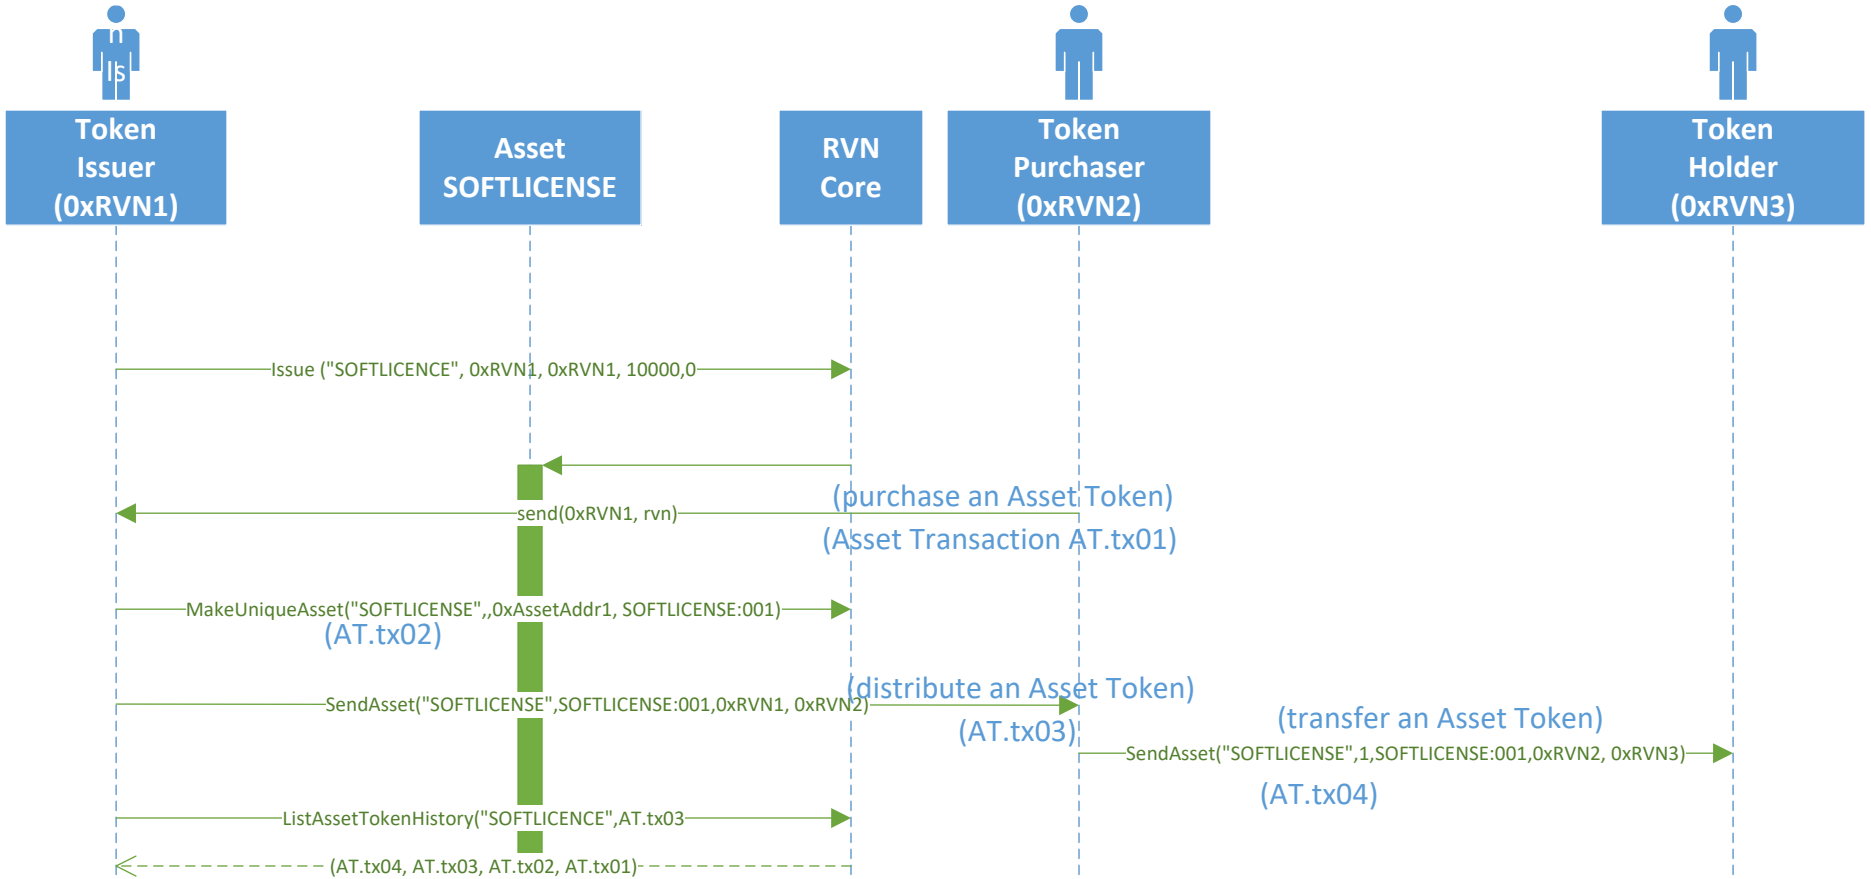 n
Is
Token
Issuer
(0xRVN1)
Asset
SOFTLICENSE
RVN
Core
Token
Purchaser
(0xRVN2)
Token
Holder
(0xRVN3)
Issue ("SOFTLICENCE", 0xRVN1, 0xRVN1, 10000,0
(purchase an Asset Token)
send(0xRVN1, rvn)
(Asset Transaction AT.tx01)
MakeUniqueAsset("SOFTLICENSE",,0xAssetAddr1, SOFTLICENSE:001)
(AT.tx02)
(distribute an Asset Token)
SendAsset("SOFTLICENSE",SOFTLICENSE:001,0xRVN1, 0xRVN2)
(AT.tx03)
(transfer an Asset Token)
SendAsset("SOFTLICENSE",1,SOFTLICENSE:001,0xRVN2, 0xRVN3)
(AT.tx04)
ListAssetTokenHistory("SOFTLICENCE",AT.tx03
(AT.tx04, AT.tx03, AT.tx02, AT.tx01)